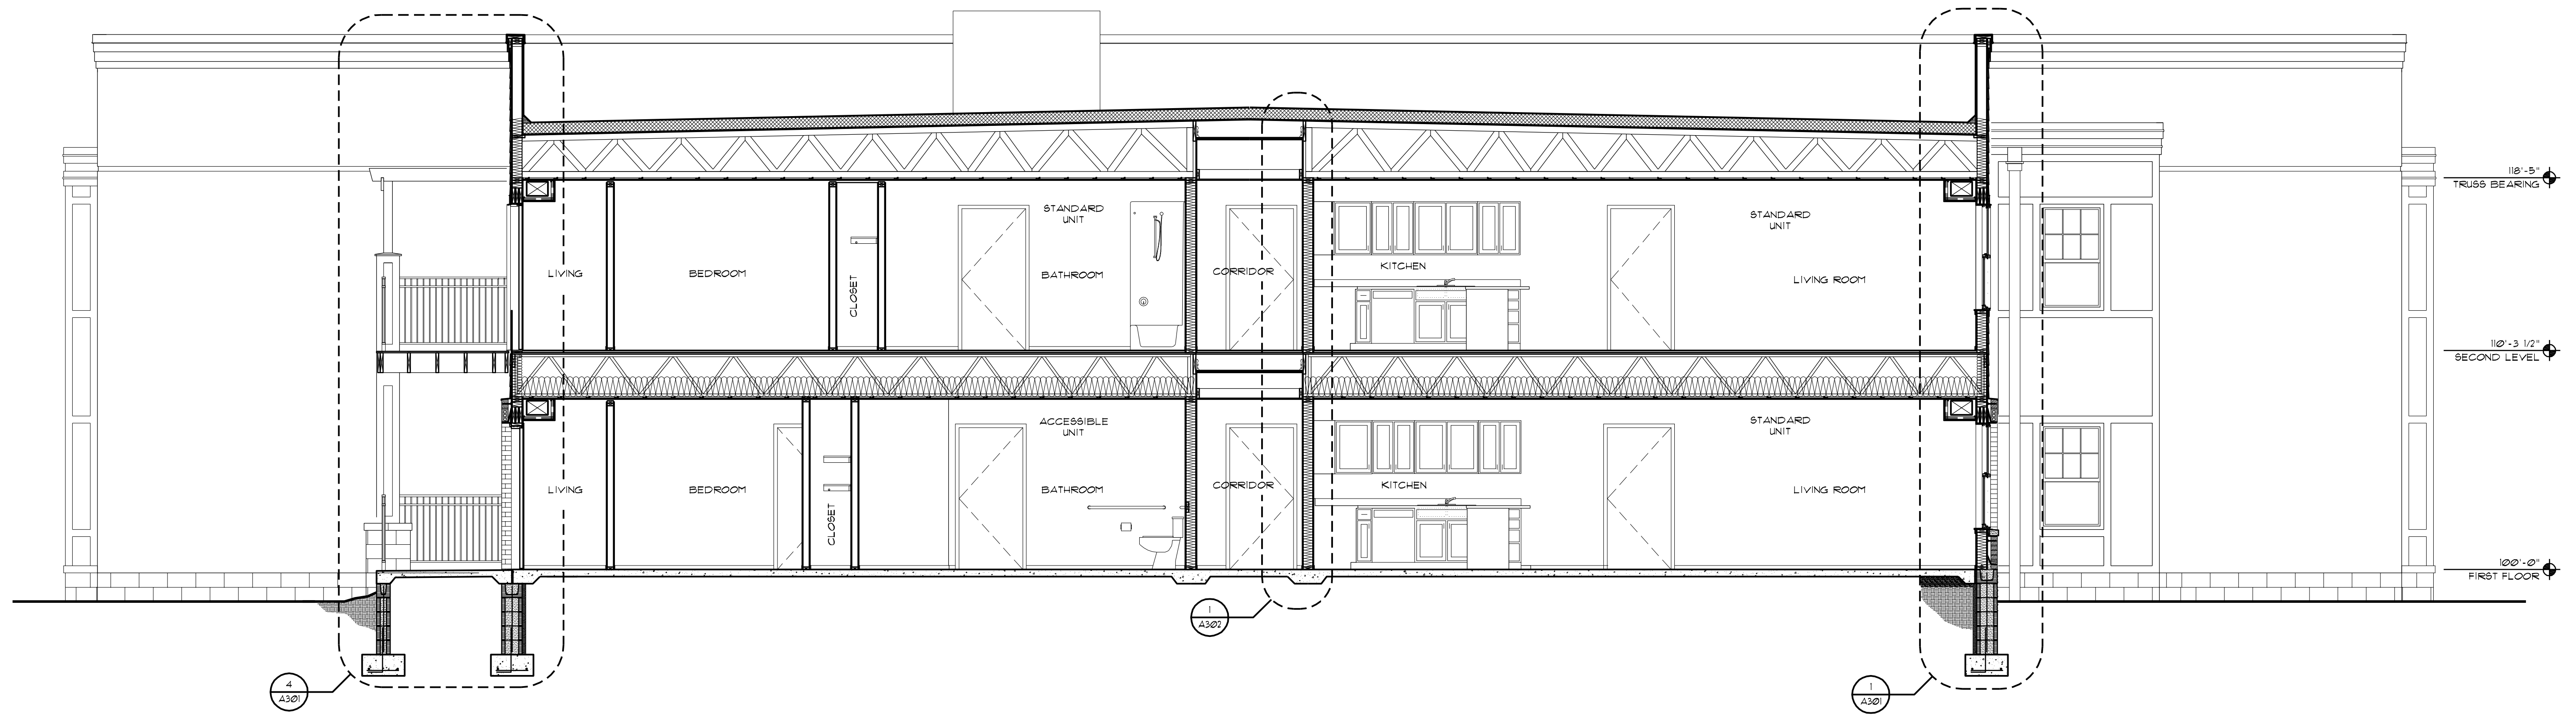 118'-5"
TRUSS BEARING
STANDARD
UNIT
STANDARD
UNIT
LIVING
BEDROOM
CLOSET
BATHROOM
CORRIDOR
KITCHEN
LIVING ROOM
110'-3 1/2"
SECOND LEVEL
ACCESSIBLE
UNIT
STANDARD
UNIT
LIVING
BEDROOM
CLOSET
BATHROOM
CORRIDOR
KITCHEN
LIVING ROOM
100'-0"
FIRST FLOOR
1
A302
4
A301
1
A301